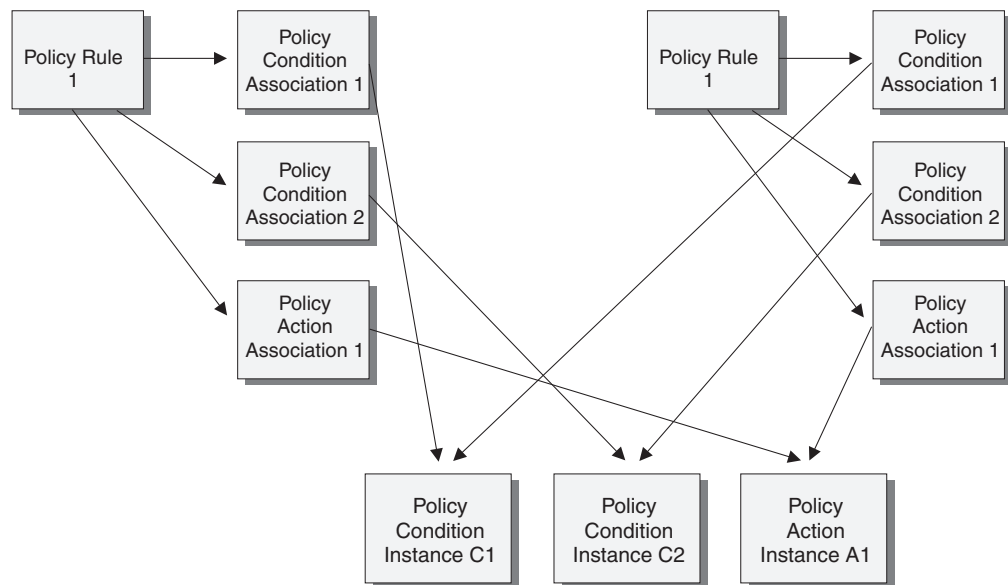 Policy Rule
1
Policy
Condition
Association 1
Policy
Condition
Association 2
Policy
Action
Association 1
Policy Rule
1
Policy
Condition
Association 1
Policy
Condition
Association 2
Policy
Action
Association 1
Policy
Condition
Instance C1
Policy
Condition
Instance C2
Policy
Action
Instance A1